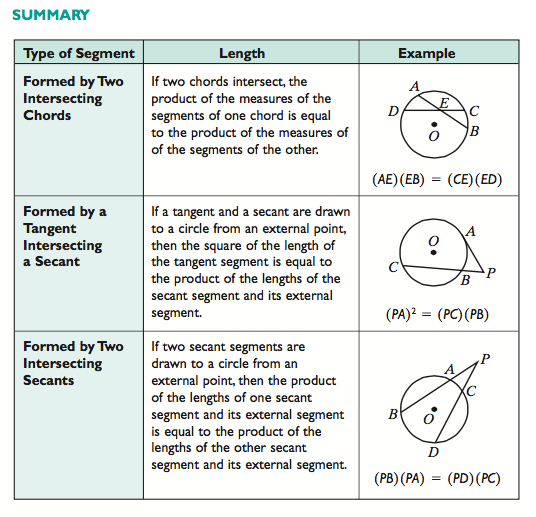 SUMMARY
Type of Segment Length Example
Formed by Two
Intersecting
Chords
If two chords intersect, the
product of the measures of the
segments of one chord is equal
to the product of the measures of
of the segments of the other.
A
D
E
C
B
O
(AE)(EB) = (CE)(ED)
Formed by a
Tangent
Intersecting
a Secant
If a tangent and a secant are drawn
to a circle from an external point,
then the square of the length of
the tangent segment is equal to
the product of the lengths of the
secant segment and its external
segment.
O
A
C
B
P
(PA)² = (PC)(PB)
Formed by Two
Intersecting
Secants
If two secant segments are
drawn to a circle from an
external point, then the product
of the lengths of one secant
segment and its external segment
is equal to the product of the
lengths of the other secant
segment and its external segment.
P
A
C
B
O
D
(PB)(PA) = (PD)(PC)